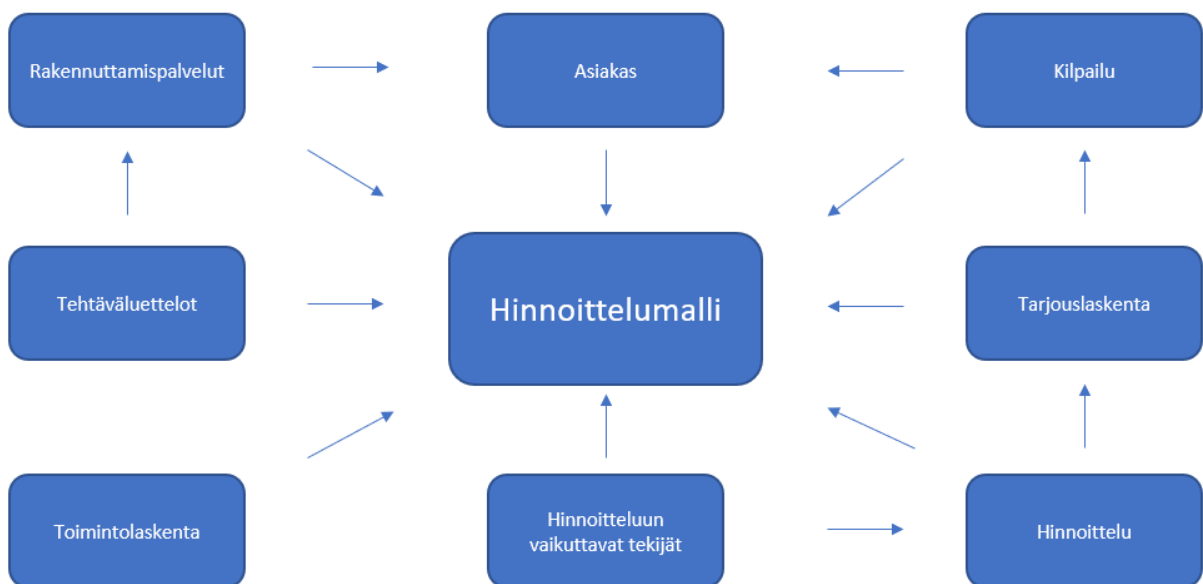 Rakennuttamispalvelut
Asiakas
Kilpailu
Tehtäväluettelot
Hinnoittelumalli
Tarjouslaskenta
Toimintolaskenta
Hinnoitteluun
vaikuttavat tekijät
Hinnoittelu